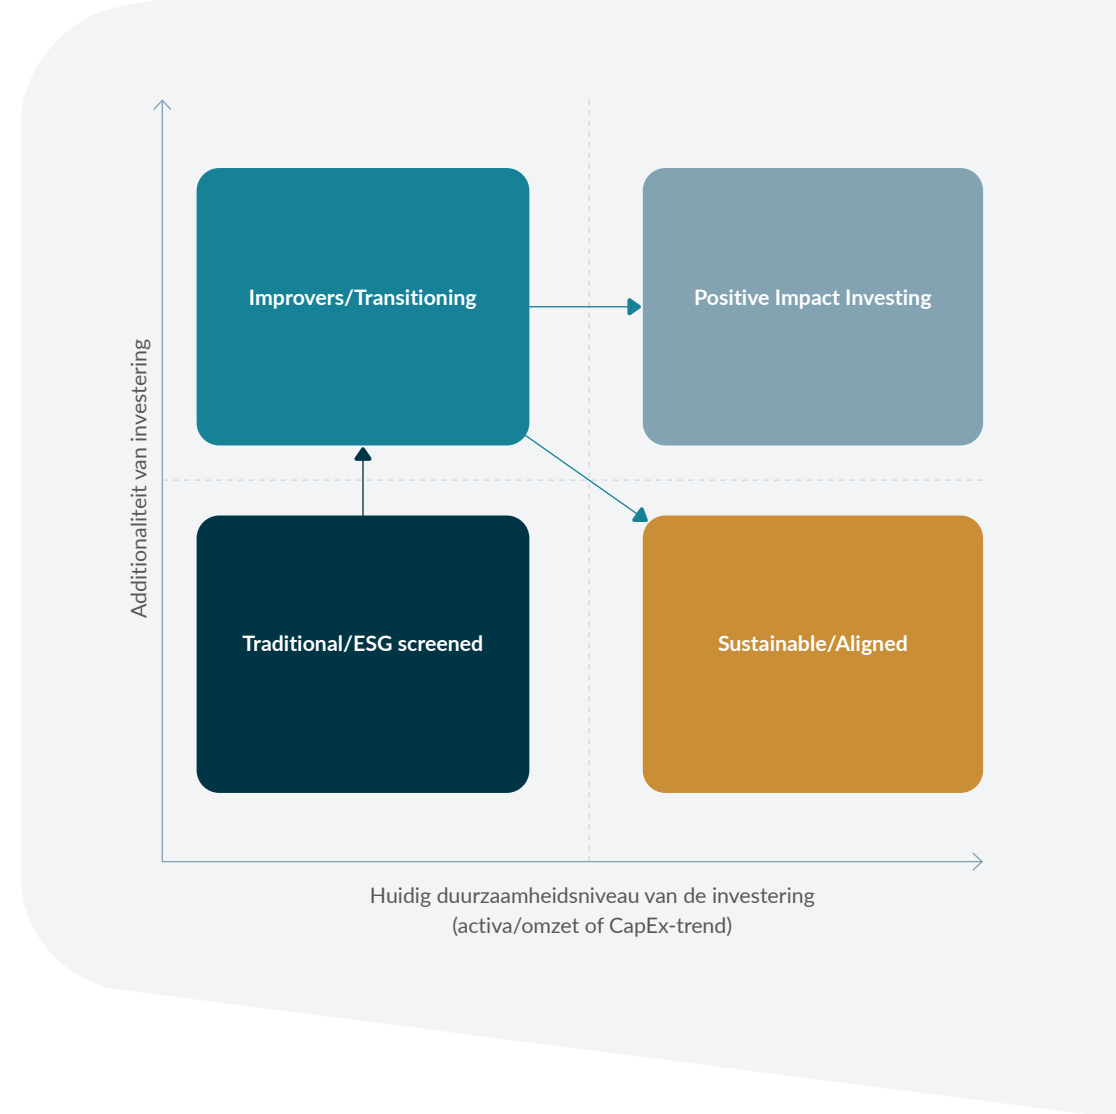 Improvers/Transitioning
Positive Impact Investing
Additionaliteit van investering
Traditional/ESG screened
Sustainable/Aligned
Huidig duurzaamheidsniveau van de investering
(activa/omzet of CapEx-trend)